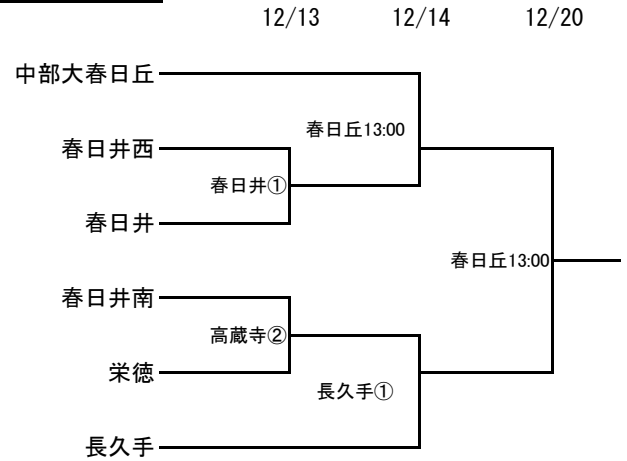 12/13 12/14 12/20
中部大春日丘
春日丘13:00
春日井西
春日井①
春日井
春日丘13:00
春日井南
高蔵寺②
栄徳
長久手①
長久手